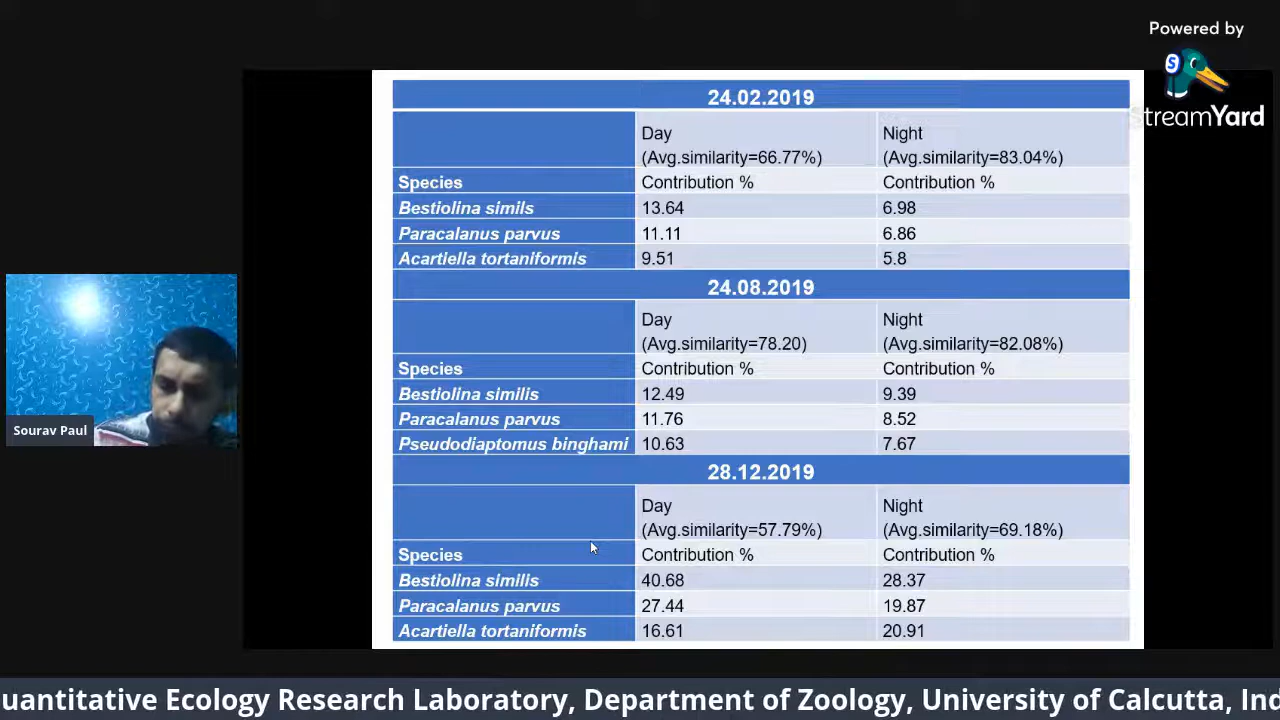 Powered by
StreamYard
24.02.2019
Day Night
(Avg.similarity=66.77%) (Avg.similarity=83.04%)
Species Contribution % Contribution %
Bestiolina simils 13.64 6.98
Paracalanus parvus 11.11 6.86
Acartiella tortaniformis 9.51 5.8
24.08.2019
Day Night
(Avg.similarity=78.20) (Avg.similarity=82.08%)
Species Contribution % Contribution %
Bestiolina similis 12.49 9.39
Paracalanus parvus 11.76 8.52
Pseudodiaptomus binghami 10.63 7.67
28.12.2019
Day Night
(Avg.similarity=57.79%) (Avg.similarity=69.18%)
Species Contribution % Contribution %
Bestiolina similis 40.68 28.37
Paracalanus parvus 27.44 19.87
Acartiella tortaniformis 16.61 20.91
Sourav Paul
uantitative Ecology Research Laboratory, Department of Zoology, University of Calcutta, Ind